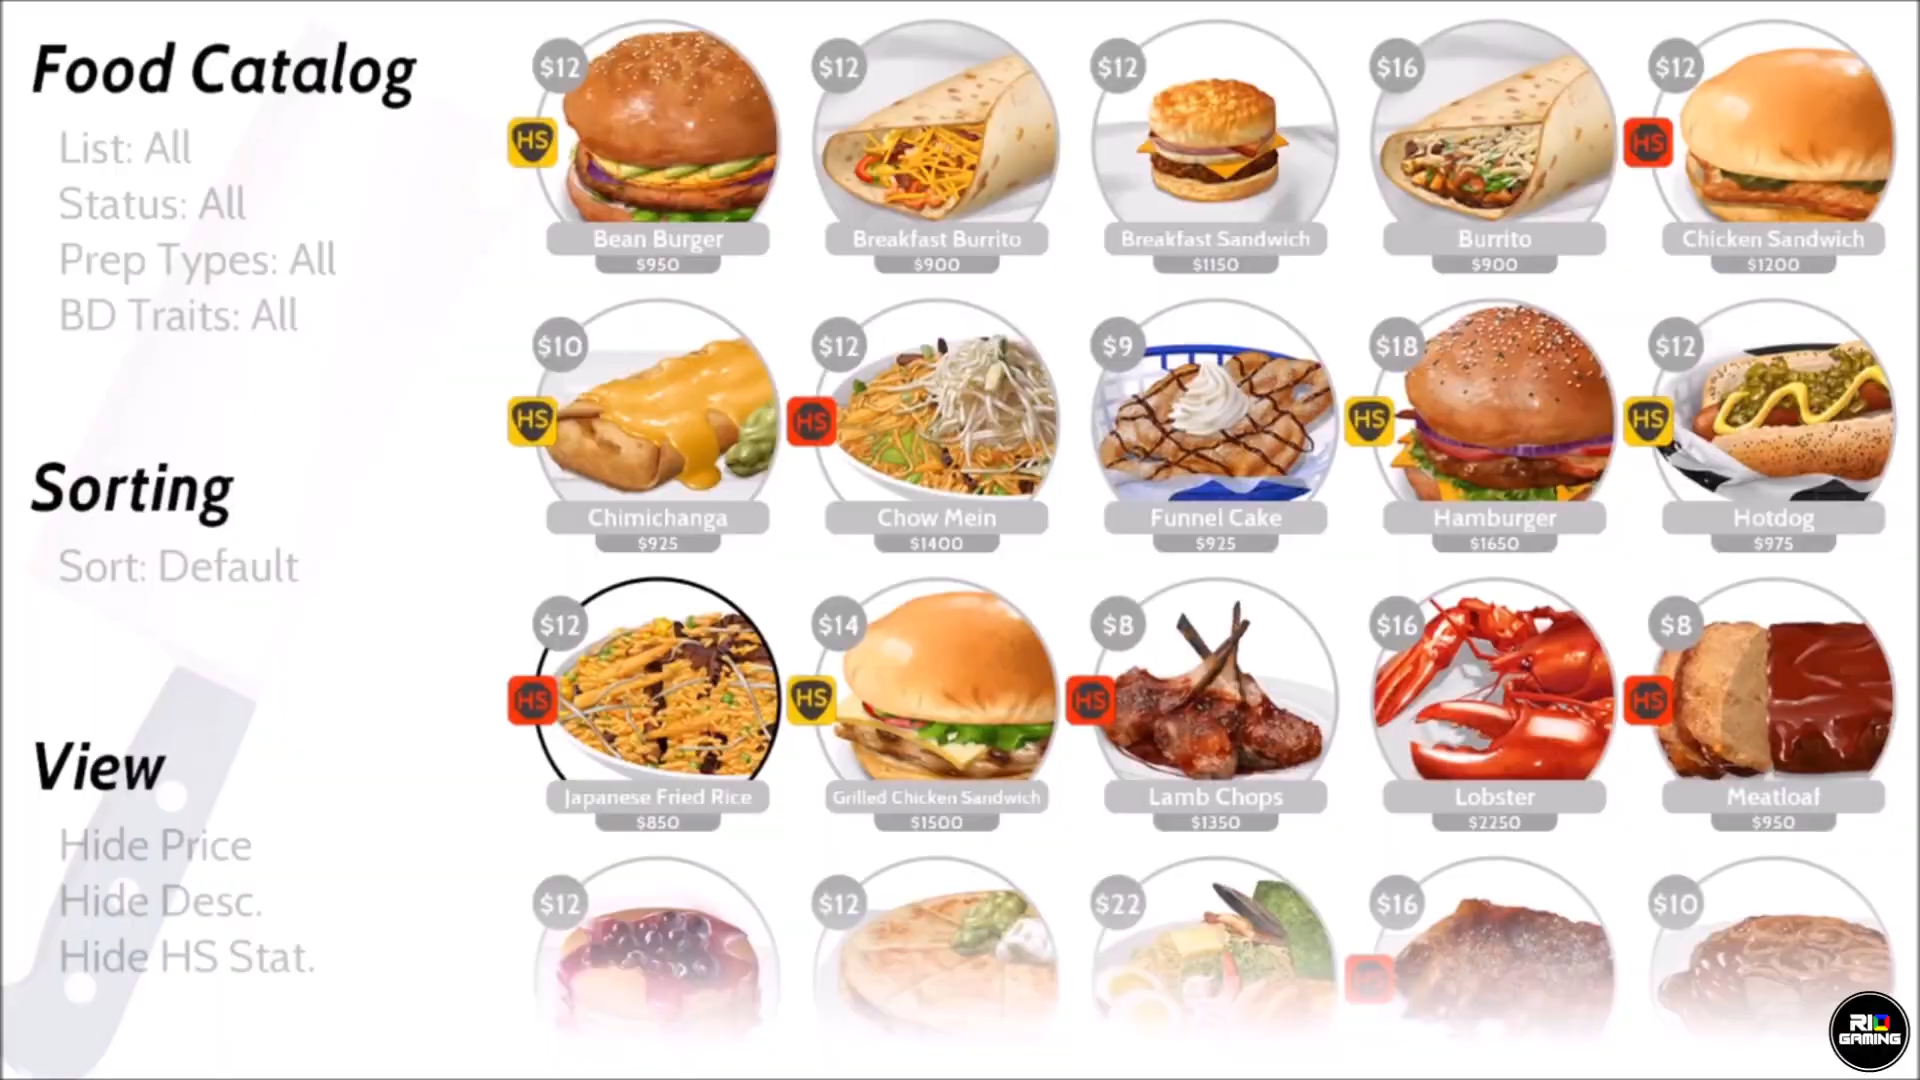 Food Catalog
List: All
Status: All
Prep Types: All
BD Traits: All
Sorting
Sort: Default
View
Hide Price
Hide Desc.
Hide HS Stat.
$12
HS
Bean Burger
$950
$12
Breakfast Burrito
$900
$12
Breakfast Sandwich
$1150
$16
Burrito
$900
$12
HS
Chicken Sandwich
$1200
$10
HS
Chimichanga
$925
$12
HS
Chow Mein
$1400
$9
Funnel Cake
$925
$18
HS
Hamburger
$1650
$12
HS
Hotdog
$975
$12
HS
Japanese Fried Rice
$850
$14
HS
Grilled Chicken Sandwich
$1500
$8
HS
Lamb Chops
$1350
$16
Lobster
$2250
$8
HS
Meatloaf
$950
$12
$12
$22
$16
HS
$10
RIO
GAMING